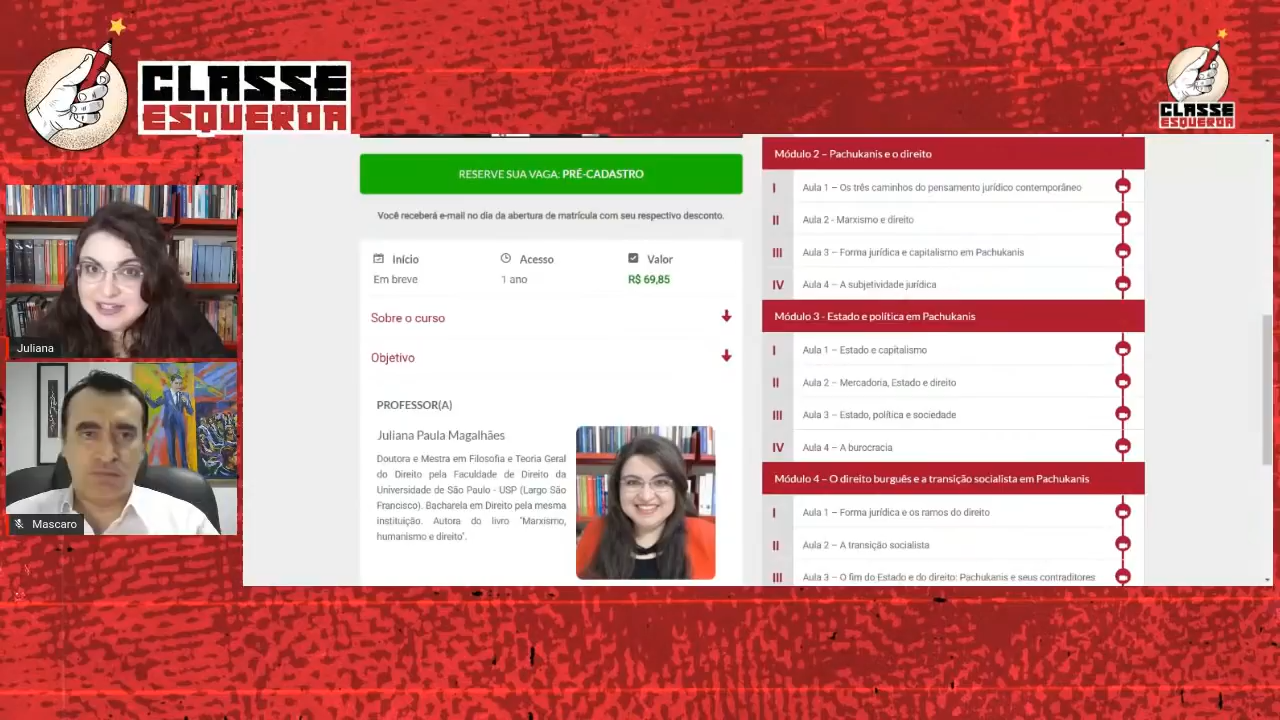 CLASSE
ESQUERDA
CLASSE
ESQUERDA
Juliana
Mascaro
RESERVE SUA VAGA: PRÉ-CADASTRO
Você receberá e-mail no dia da abertura de matrícula com seu respectivo desconto.
Início
Acesso
Valor
Em breve
1 ano
R$ 69,85
Sobre o curso
Objetivo
PROFESSOR(A)
Juliana Paula Magalhães
Doutora e Mestra em Filosofia e Teoria Geral
do Direito pela Faculdade de Direito da
Universidade de São Paulo - USP (Largo São
Francisco). Bacharela em Direito pela mesma
instituição. Autora do livro "Marxismo,
humanismo e direito".
Módulo 2 – Pachukanis e o direito
I Aula 1 – Os três caminhos do pensamento jurídico contemporâneo
II Aula 2 - Marxismo e direito
III Aula 3 – Forma jurídica e capitalismo em Pachukanis
IV Aula 4 – A subjetividade jurídica
Módulo 3 - Estado e política em Pachukanis
I Aula 1 – Estado e capitalismo
II Aula 2 – Mercadoria, Estado e direito
III Aula 3 – Estado, política e sociedade
IV Aula 4 – A burocracia
Módulo 4 – O direito burguês e a transição socialista em Pachukanis
I Aula 1 – Forma jurídica e os ramos do direito
II Aula 2 – A transição socialista
III Aula 3 – O fim do Estado e do direito: Pachukanis e seus contraditores